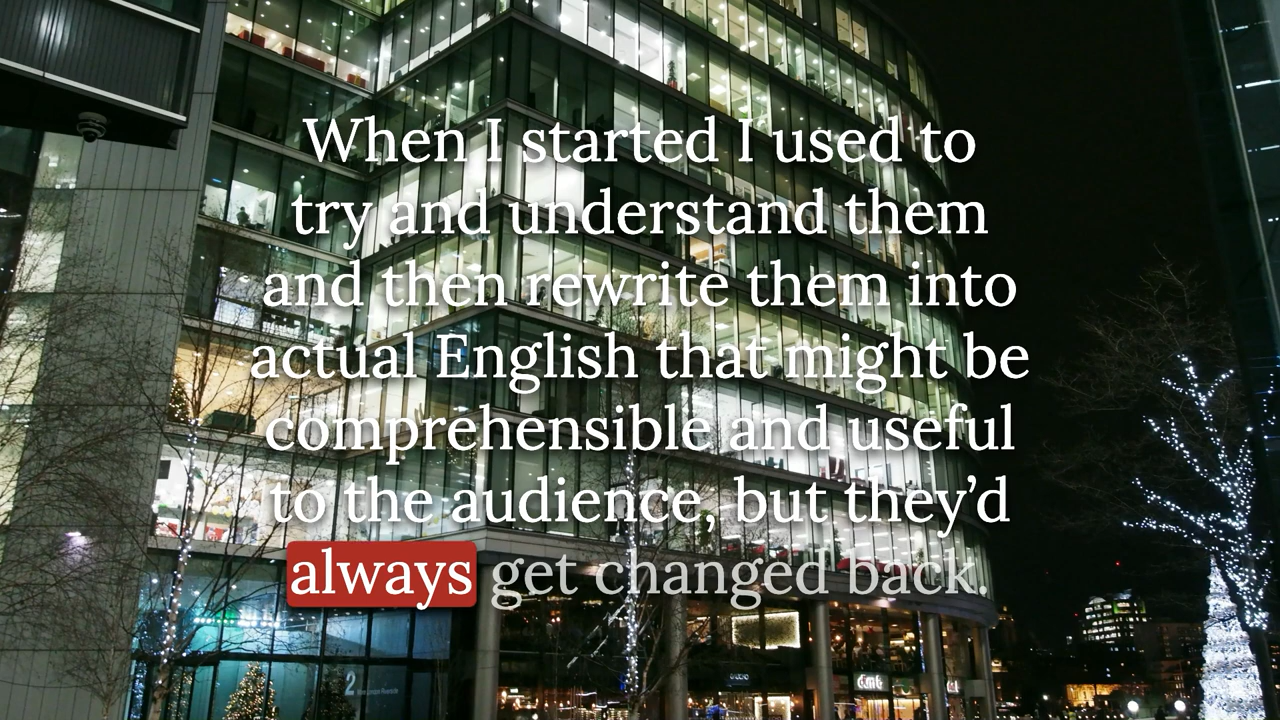 When I started I used to
try and understand them
and then rewrite them into
actual English that might be
comprehensible and useful
to the audience, but they’d
always get changed back.
2